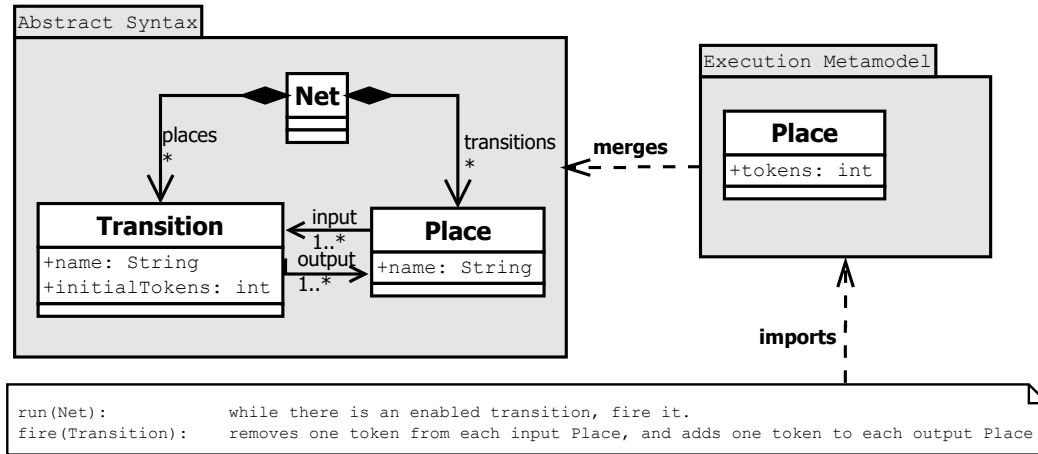 Abstract Syntax
Net
places
*
transitions
*
Transition
+name: String
+initialTokens: int
input
1..*
output
1..*
Place
+name: String
merges
Execution Metamodel
Place
+tokens: int
imports
run(Net): while there is an enabled transition, fire it.
fire(Transition): removes one token from each input Place, and adds one token to each output Place